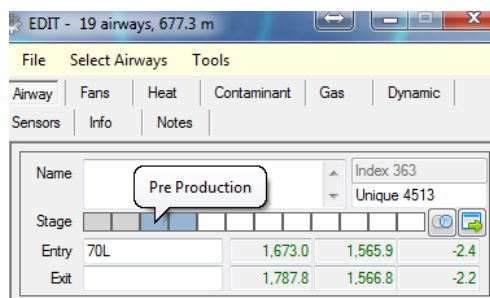 EDIT - 19 airways, 677.3 m
File Select Airways Tools
Airway Fans Heat Contaminant Gas Dynamic
Sensors Info Notes
Name Index 363
Pre Production
Unique 4513
Stage
Entry 70L 1,673.0 1,565.9 -2.4
Exit 1,787.8 1,566.8 -2.2